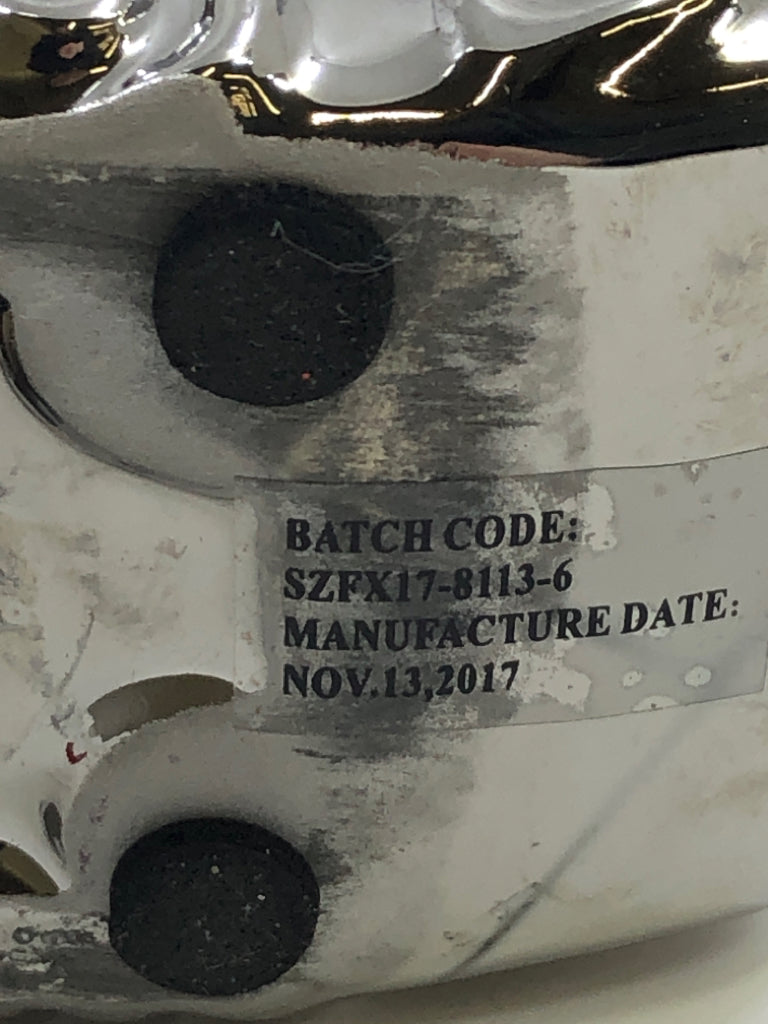 BATCH CODE:
SZFX17-8113-6
MANUFACTURE DATE:
NOV.13,2017